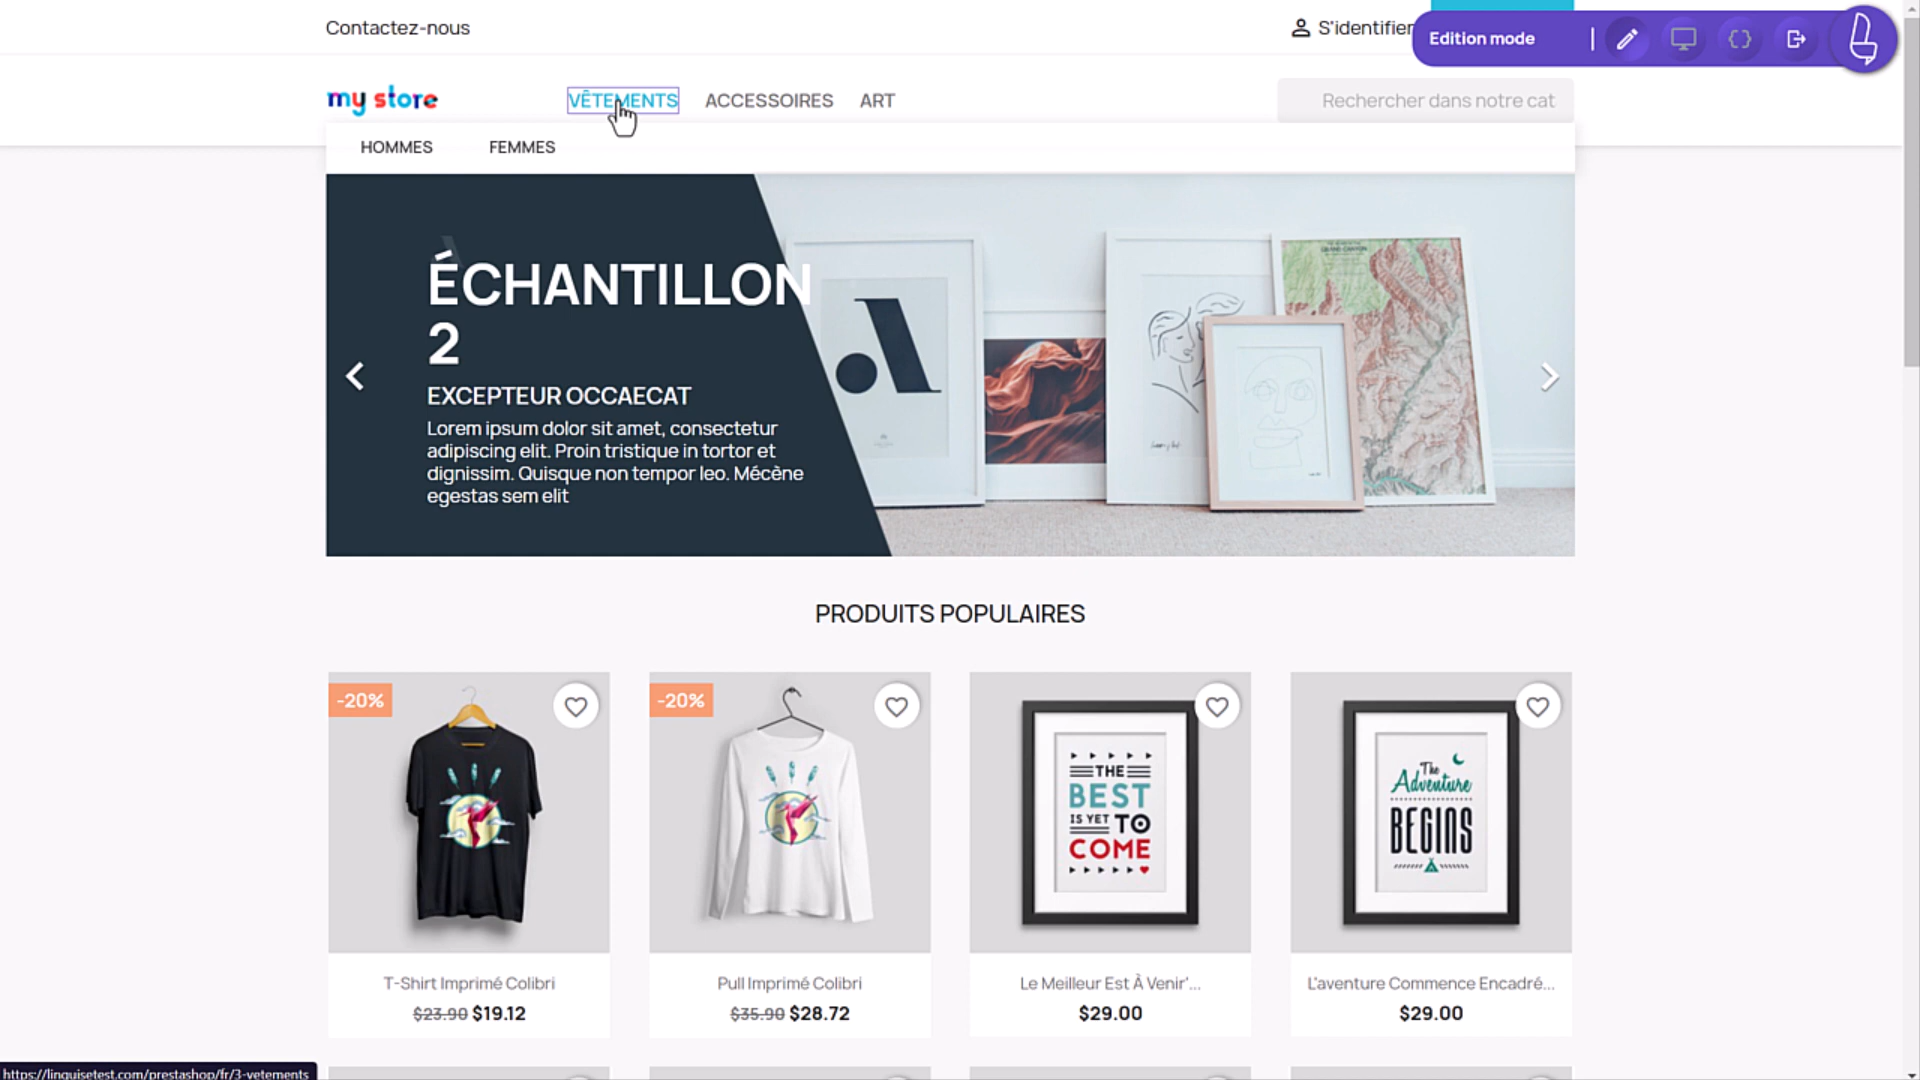 Contactez-nous
S'identifier
Edition mode
my store
VÊTEMENTS
ACCESSOIRES
ART
Rechercher dans notre cat
HOMMES
FEMMES
ÉCHANTILLON
2
EXCEPTEUR OCCAECAT
Lorem ipsum dolor sit amet, consectetur
adipiscing elit. Proin tristique in tortor et
dignissim. Quisque non tempor leo. Mécène
egestas sem elit
PRODUITS POPULAIRES
-20%
-20%
THE
BEST
IS YET TO
COME
The
Adventure
BEGINS
T-Shirt Imprimé Colibri
$23.90 $19.12
Pull Imprimé Colibri
$35.90 $28.72
Le Meilleur Est À Venir'...
$29.00
L'aventure Commence Encadré...
$29.00
https://linguisetest.com/prestashop/fr/3-vetements